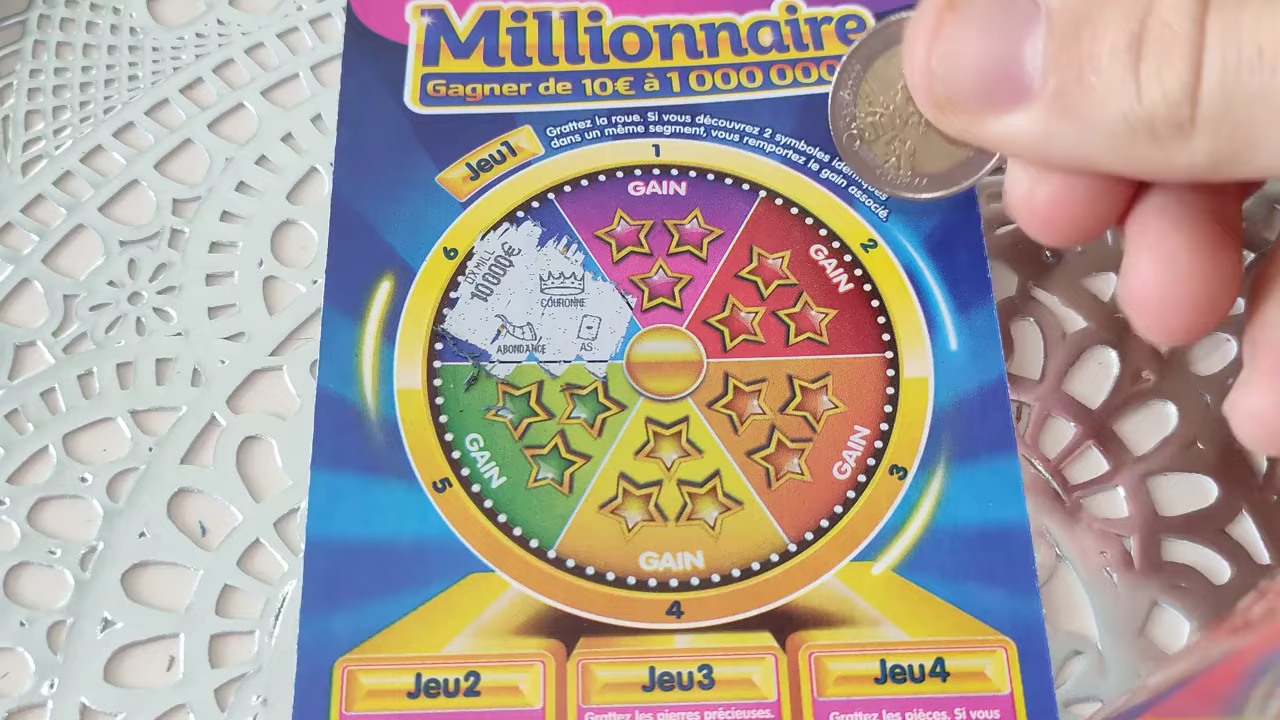 Millionnaire
Gagner de 10€ à 1 000 000
Jeu1
Grattez la roue. Si vous découvrez 2 symboles identiques
dans un même segment, vous remportez le gain associé.
1
GAIN
2
GAIN
3
GAIN
4
GAIN
5
GAIN
6
DIX MILL
10000€
COURONNE
ABONDANCE
AS
Jeu2
Jeu3
Grattez les pierres précieuses.
Jeu4
Grattez les pièces. Si vous